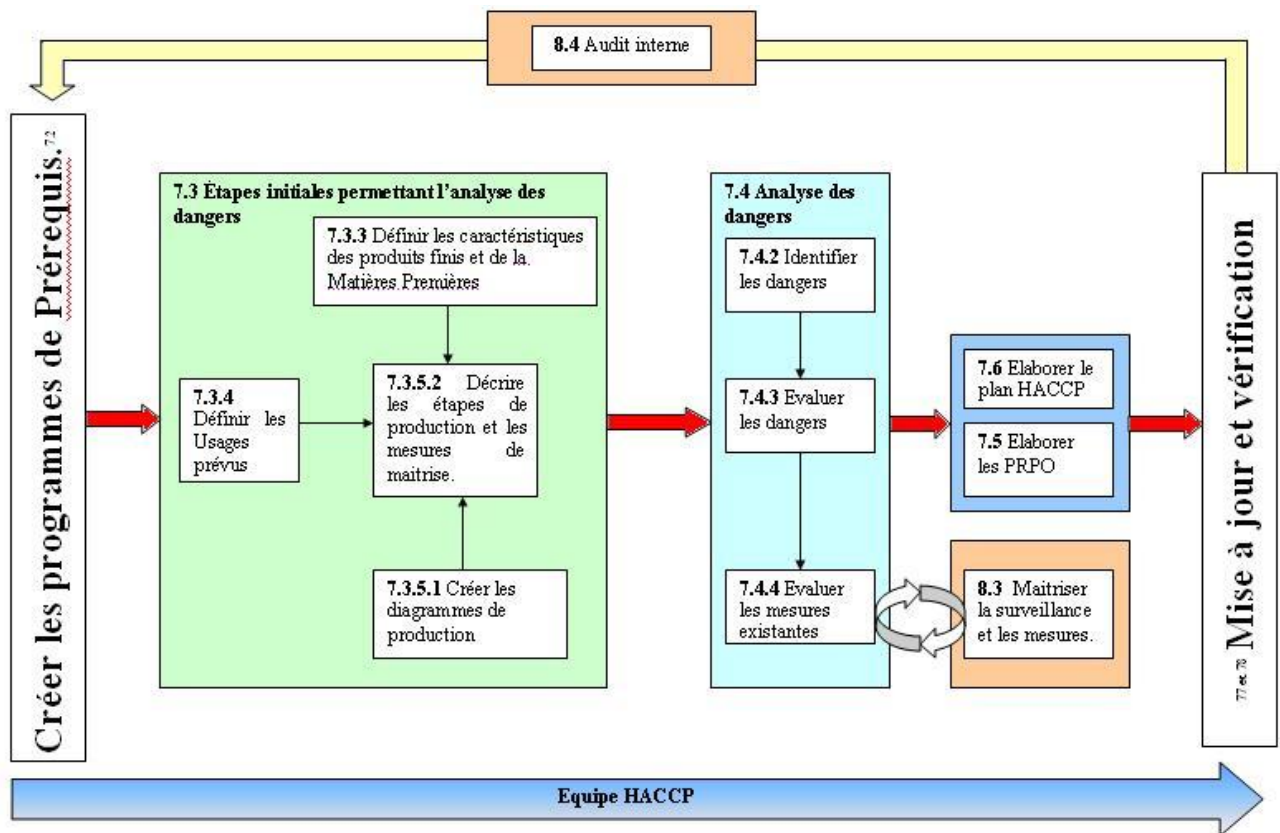 8.4 Audit interne
Créer les programmes de Prérequis.7.2
7.3 Étapes initiales permettant l'analyse des
dangers
7.3.3 Définir les caractéristiques
des produits finis et de la
Matières Premières
7.3.4
Définir les
Usages
prévus
7.3.5.2 Décrire
les étapes de
production et les
mesures de
maitrise.
7.3.5.1 Créer les
diagrammes de
production
7.4 Analyse des
dangers
7.4.2 Identifier
les dangers
7.4.3 Evaluer
les dangers
7.4.4 Evaluer
les mesures
existantes
7.6 Elaborer le
plan HACCP
7.5 Elaborer
les PRPO
8.3 Maitriser
la surveillance
et les mesures.
77 et 78 Mise à jour et vérification
Equipe HACCP